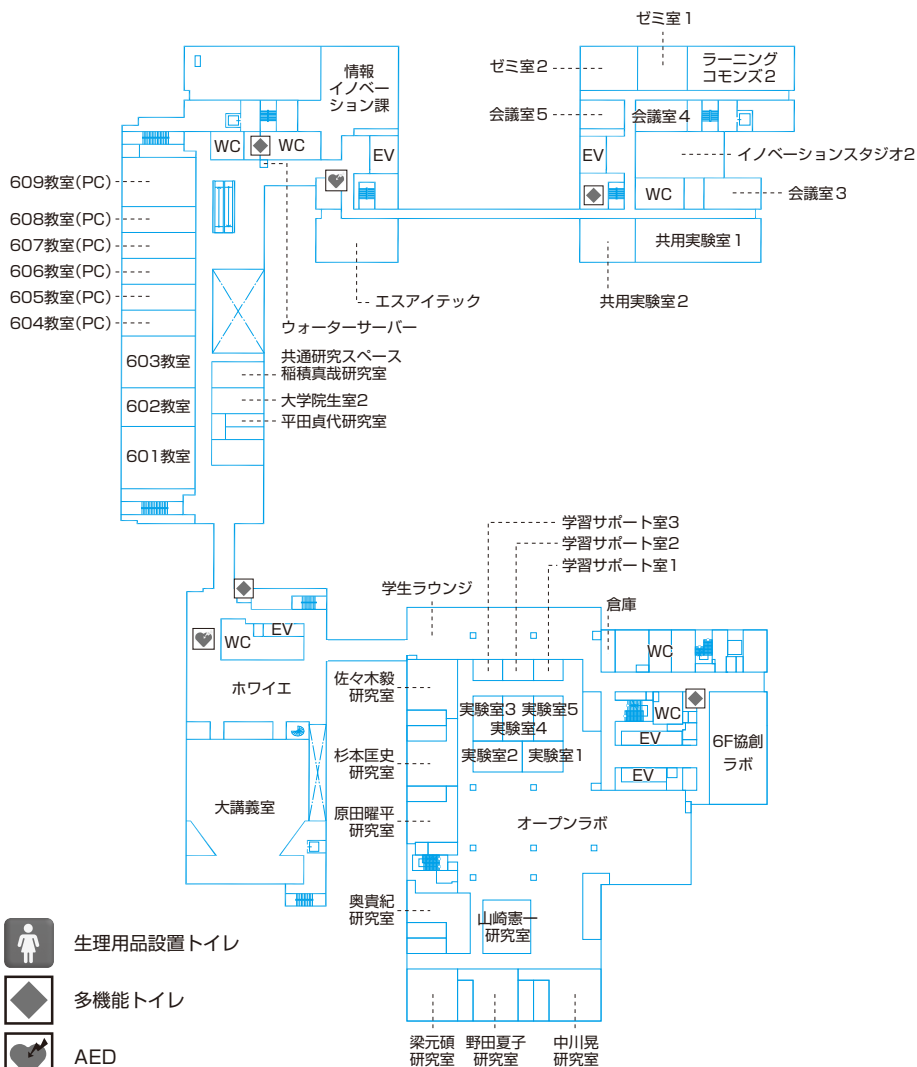 ゼミ室1
ゼミ室2
ラーニング
コモンズ2
情報
イノベー
ション課
会議室5
会議室4
WC
WC
EV
EV
イノベーションスタジオ2
609教室(PC)
WC
会議室3
608教室(PC)
607教室(PC)
共用実験室1
606教室(PC)
605教室(PC)
エスアイテック
共用実験室2
604教室(PC)
ウォーターサーバー
603教室
共通研究スペース
稲積真哉研究室
602教室
大学院生室2
平田貞代研究室
601教室
学習サポート室3
学習サポート室2
学習サポート室1
学生ラウンジ
倉庫
EV
WC
WC
ホワイエ
佐々木毅
研究室
実験室3
実験室5
実験室4
WC
EV
6F協創
ラボ
杉本匡史
研究室
実験室2
実験室1
EV
大講義室
原田曜平
研究室
オープンラボ
奥貴紀
研究室
山崎憲一
研究室
生理用品設置トイレ
多機能トイレ
梁元碩
研究室
野田夏子
研究室
中川晃
研究室
AED